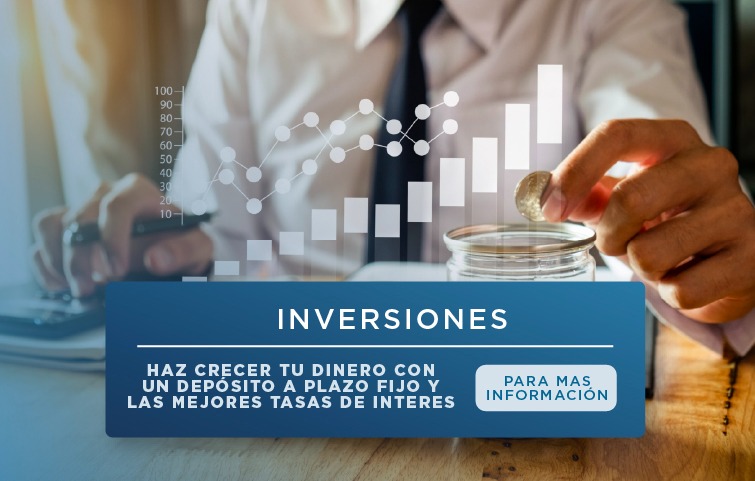 100
90
80
70
60
50
40
30
20
10
INVERSIONES
HAZ CRECER TU DINERO CON
UN DEPÓSITO A PLAZO FIJO Y
LAS MEJORES TASAS DE INTERES
PARA MAS
INFORMACIÓN